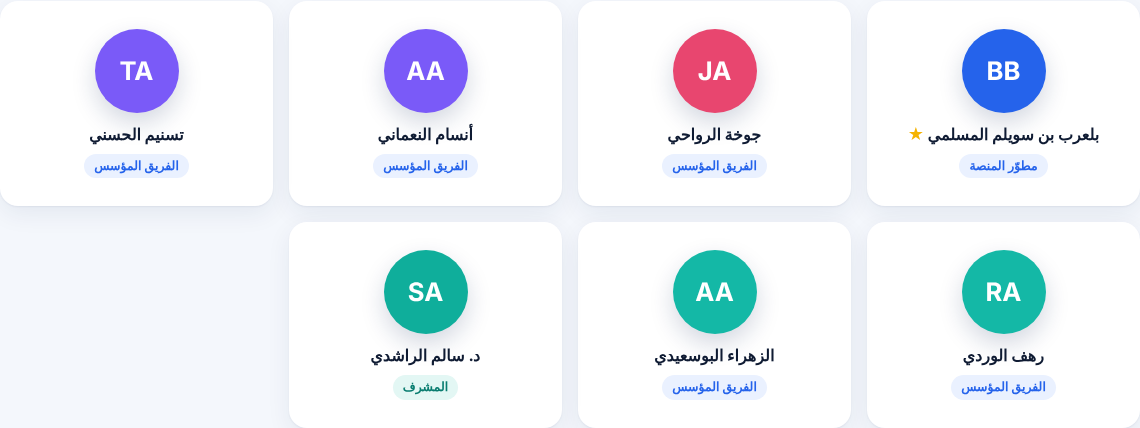 BB
بلعرب بن سويلم المسلمي ★
مطوّر المنصة
JA
جوخة الرواحي
الفريق المؤسس
AA
أنسام النعماني
الفريق المؤسس
TA
تسنيم الحسني
الفريق المؤسس
RA
رهف الوردي
الفريق المؤسس
AA
الزهراء البوسعيدي
الفريق المؤسس
SA
د. سالم الراشدي
المشرف